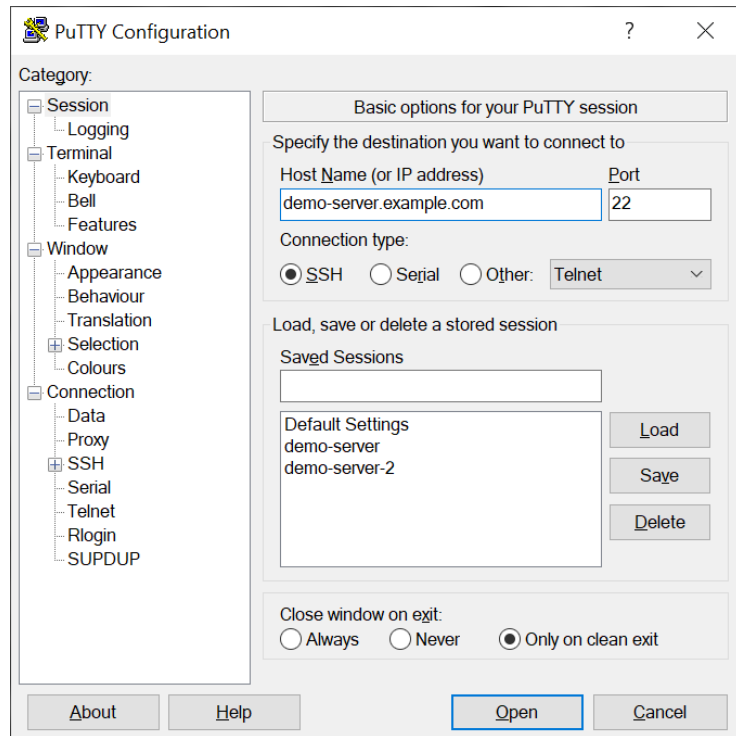 PuTTY Configuration
Category:
Session
Logging
Terminal
Keyboard
Bell
Features
Window
Appearance
Behaviour
Translation
Selection
Colours
Connection
Data
Proxy
SSH
Serial
Telnet
Rlogin
SUPDUP
Basic options for your PuTTY session
Specify the destination you want to connect to
Host Name (or IP address) Port
demo-server.example.com 22
Connection type:
SSH Serial Other: Telnet
Load, save or delete a stored session
Saved Sessions
Default Settings
demo-server
demo-server-2
Load
Save
Delete
Close window on exit:
Always Never Only on clean exit
About Help Open Cancel